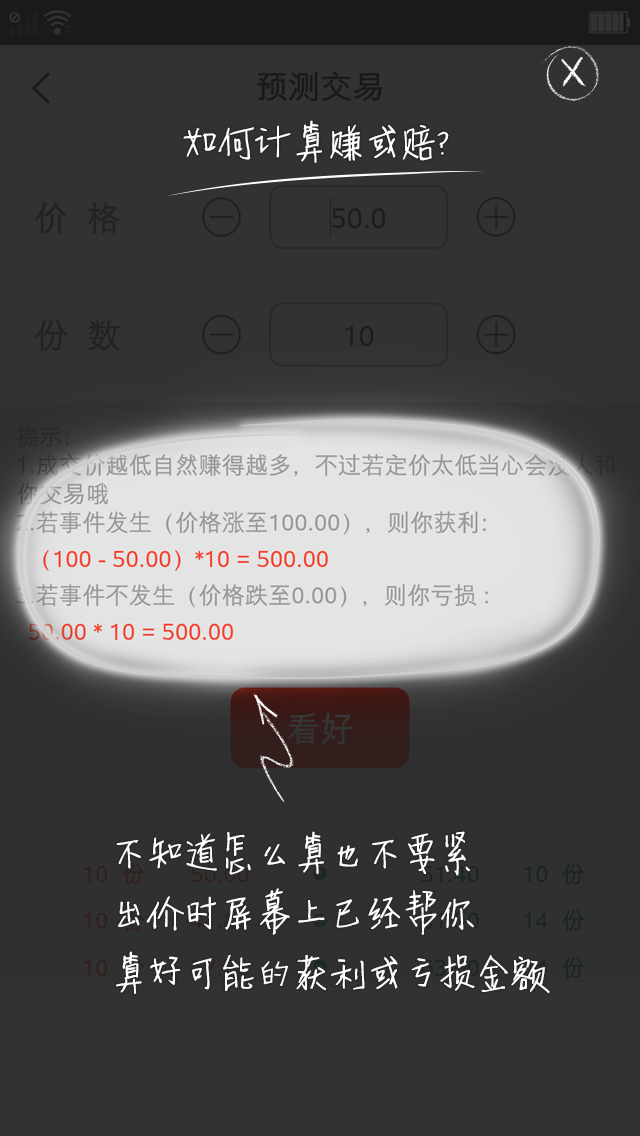 预测交易
如何计算赚或赔?
价 格
50.0
份 数
10
提示:
1.成交价越低自然赚得越多，不过若定价太低当心会没人和
你交易哦
2.若事件发生（价格涨至100.00），则你获利:
（100 - 50.00）*10 = 500.00
3.若事件不发生（价格跌至0.00），则你亏损 :
50.00 * 10 = 500.00
看好
不知道怎么算也不要紧
出价时屏幕上已经帮你
算好可能的获利或亏损金额
10 份 50.00 51.40 10 份
10 14 份
10 份